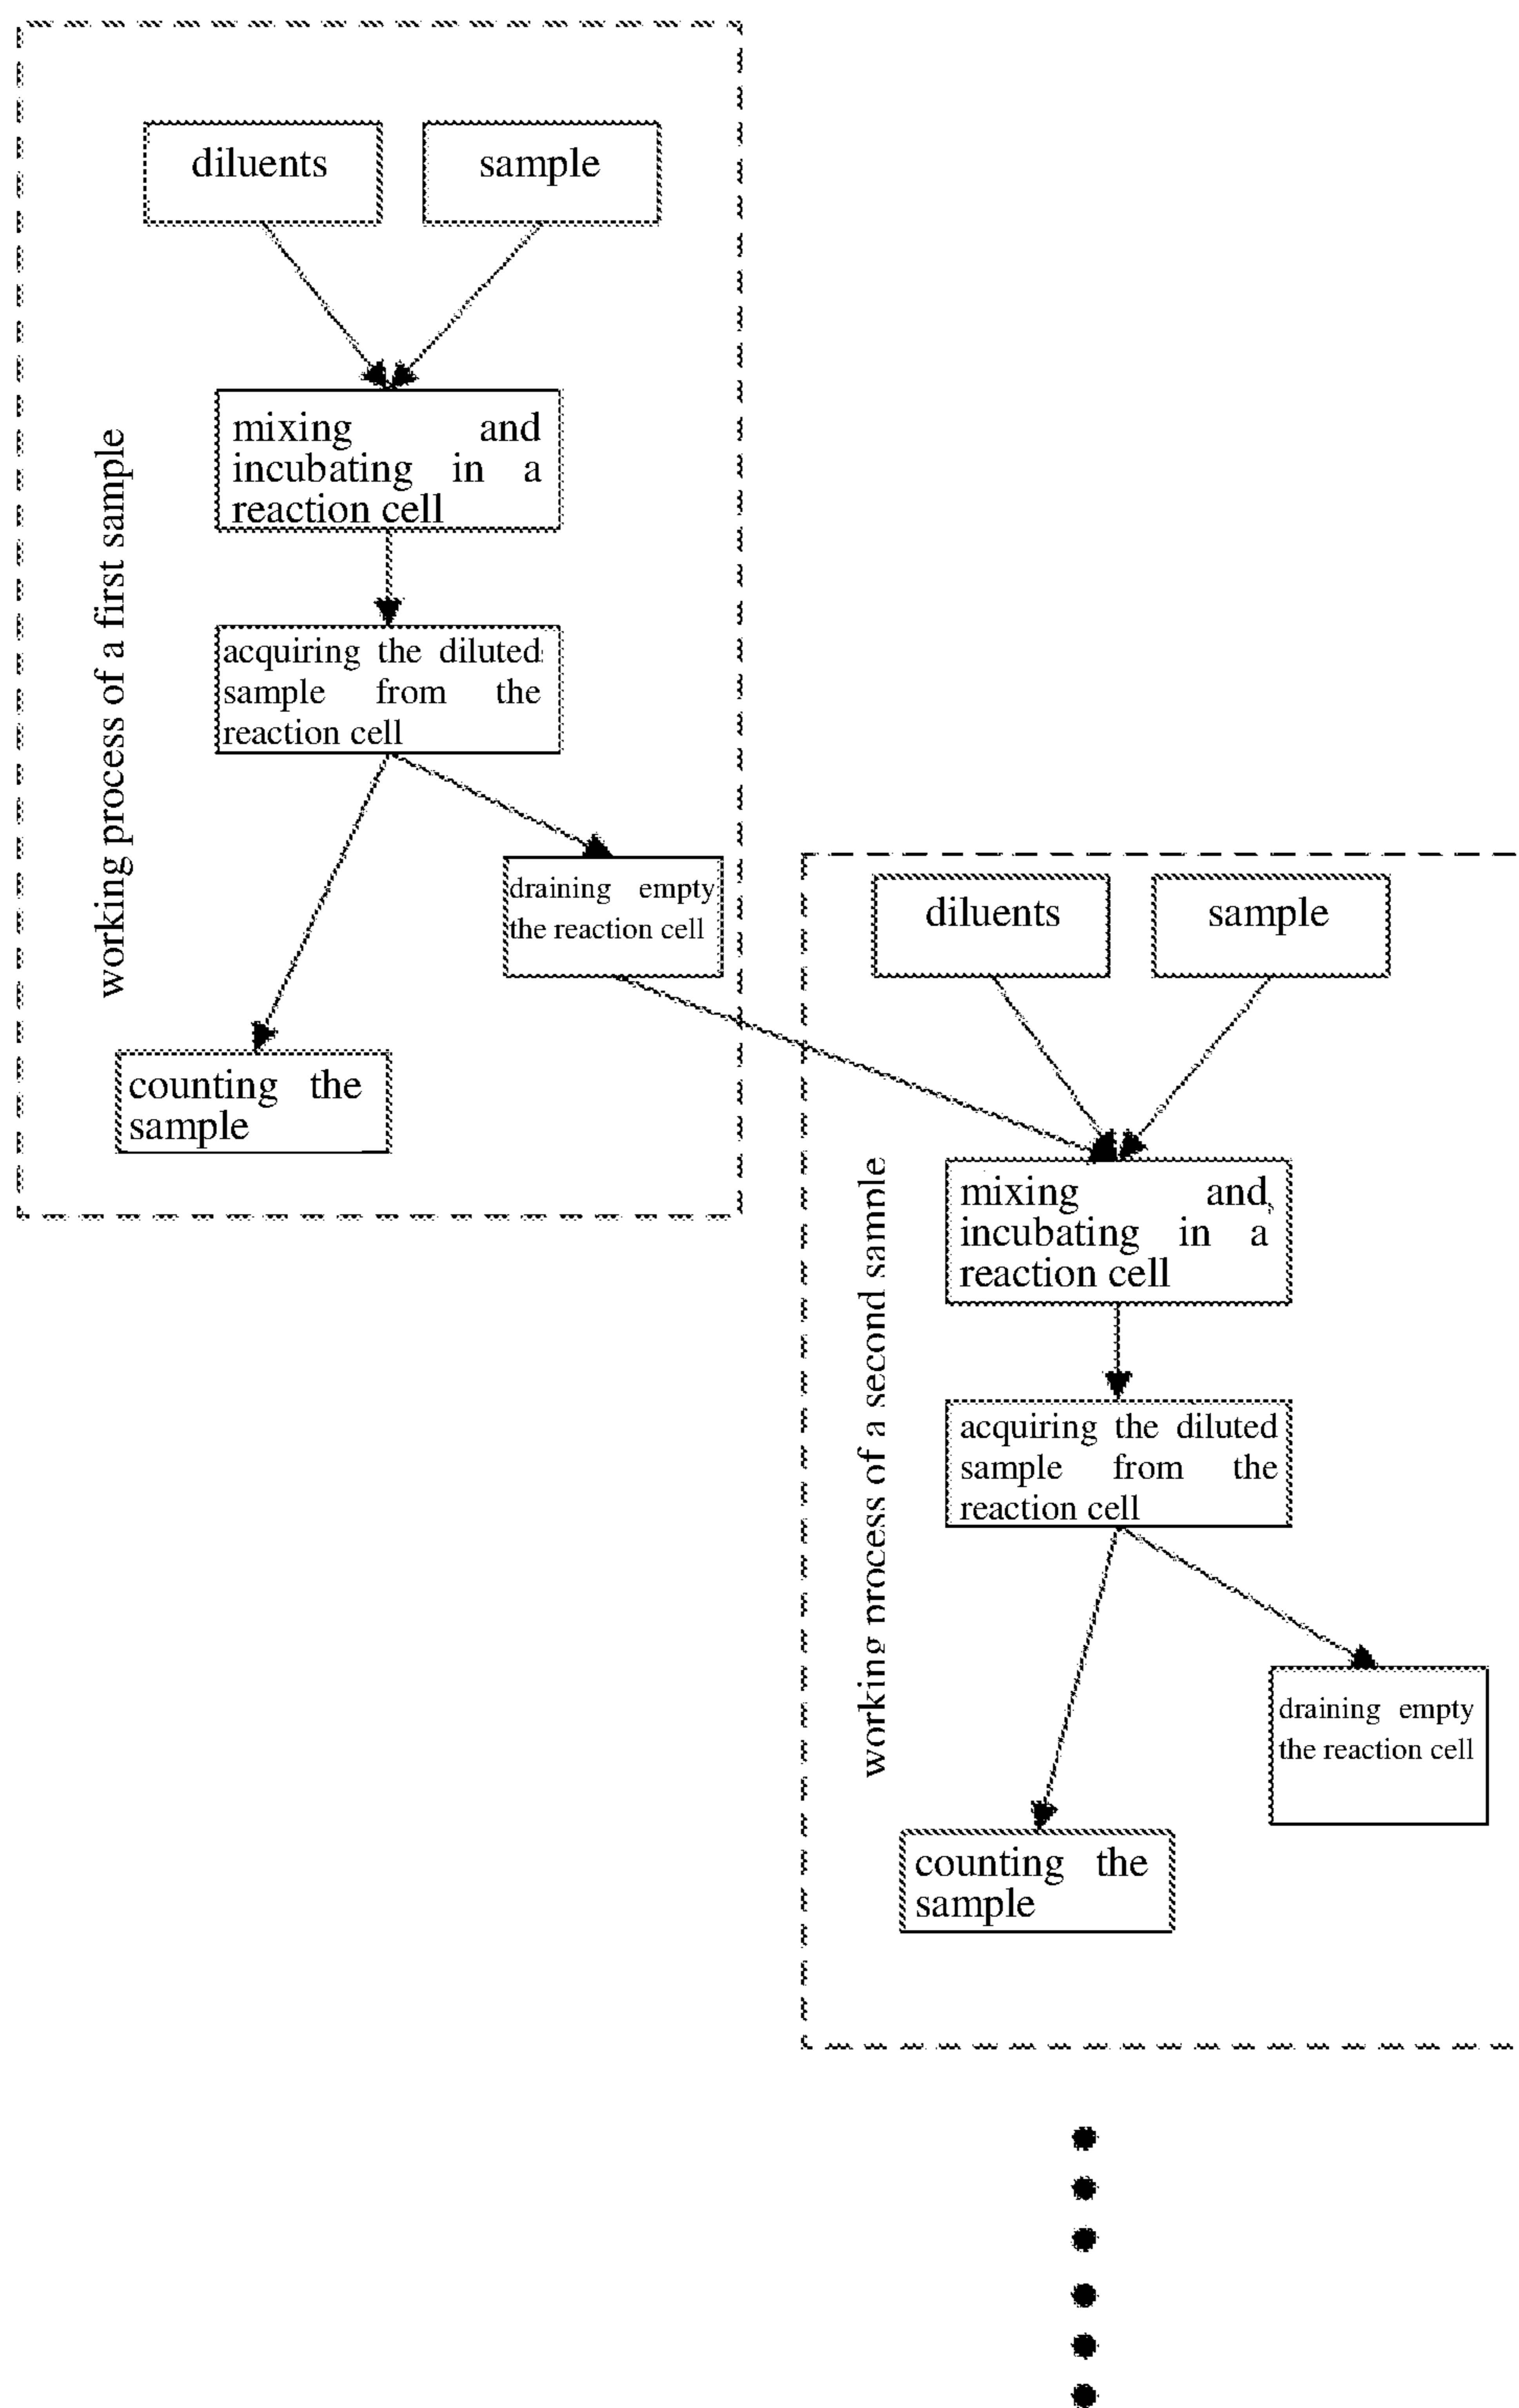 diluents
sample
mixing and
incubating in a
reaction cell
acquiring the diluted
sample from the
reaction cell
draining empty
the reaction cell
counting the
sample
working process of a first sample
diluents
sample
mixing and
incubating in a
reaction cell
acquiring the diluted
sample from the
reaction cell
draining empty
the reaction cell
counting the
sample
working process of a second sample